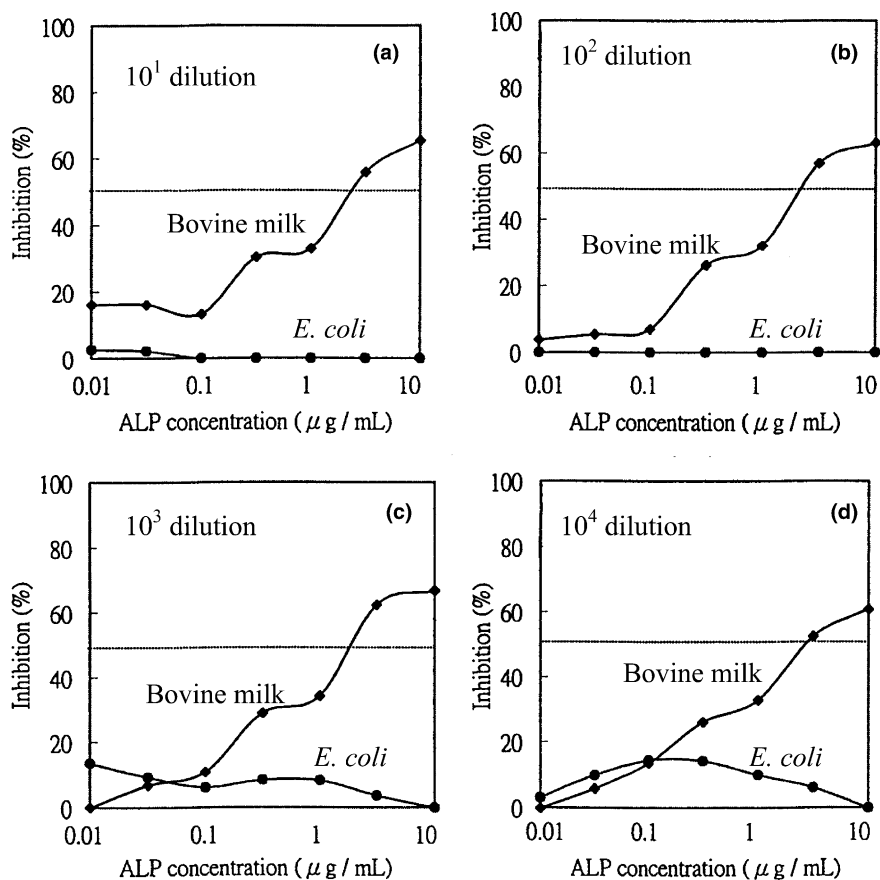 (a)
10¹ dilution
Inhibition (%)
100
80
60
40
20
0
Bovine milk
E. coli
0.01 0.1 1 10
ALP concentration ( μ g / mL)
(b)
10² dilution
Inhibition (%)
100
80
60
40
20
0
Bovine milk
E. coli
0.01 0.1 1 10
ALP concentration ( μ g / mL)
(c)
10³ dilution
Inhibition (%)
100
80
60
40
20
0
Bovine milk
E. coli
0.01 0.1 1 10
ALP concentration ( μ g / mL)
(d)
10⁴ dilution
Inhibition (%)
100
80
60
40
20
0
Bovine milk
E. coli
0.01 0.1 1 10
ALP concentration ( μ g / mL)